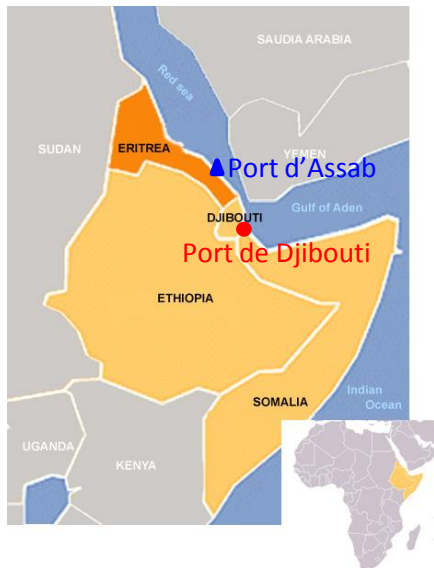 SAUDI ARABIA
Red sea
SUDAN
ERITREA
YEMEN
Port d'Assab
Gulf of Aden
DJIBOUTI
Port de Djibouti
ETHIOPIA
SOMALIA
Indian
Ocean
UGANDA
KENYA